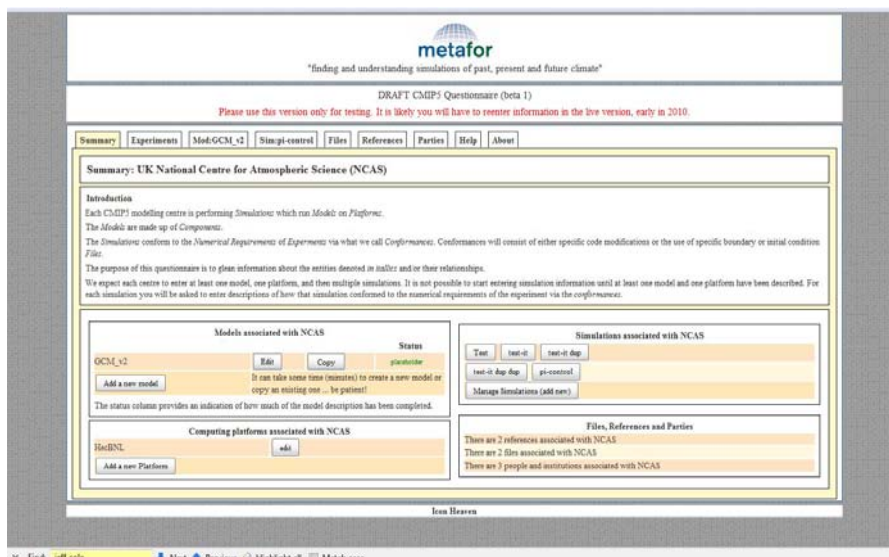 metafor
"finding and understanding simulations of past, present and future climate"
DRAFT CMIP5 Questionnaire (beta 1)
Please use this version only for testing. It is likely you will have to reenter information in the live version, early in 2010.
Summary Experiments Mod:GCM_v2 Sim:pi-control Files References Parties Help About
Summary: UK National Centre for Atmospheric Science (NCAS)
Introduction
Each CMIP5 modelling centre is performing Simulations which run Models on Platforms.
The Models are made up of Components.
The Simulations conform to the Numerical Requirements of Experments via what we call Conformances. Conformances will consist of either specific code modifications or the use of specific boundary or initial condition
Files.
The purpose of this questionnaire is to glean information about the entities denoted in italics and/or their relationships.
We expect each centre to enter at least one model, one platform, and then multiple simulations. It is not possible to start entering simulation information until at least one model and one platform have been described. For
each simulation you will be asked to enter descriptions of how that simulation conformed to the numerical requirements of the experiment via the conformances.
Models associated with NCAS
Status
GCM_v2 Edit Copy placeholder
Add a new model It can take some time (minutes) to create a new model or
copy an existing one ... be patient!
The status column provides an indication of how much of the model description has been completed.
Computing platforms associated with NCAS
edit
Add a new Platform
Simulations associated with NCAS
Test test-it test-it dup
test-it dup dup pi-control
Manage Simulations (add new)
Files, References and Parties
There are 2 references associated with NCAS
There are 2 files associated with NCAS
There are 3 people and institutions associated with NCAS
Icon Heaven